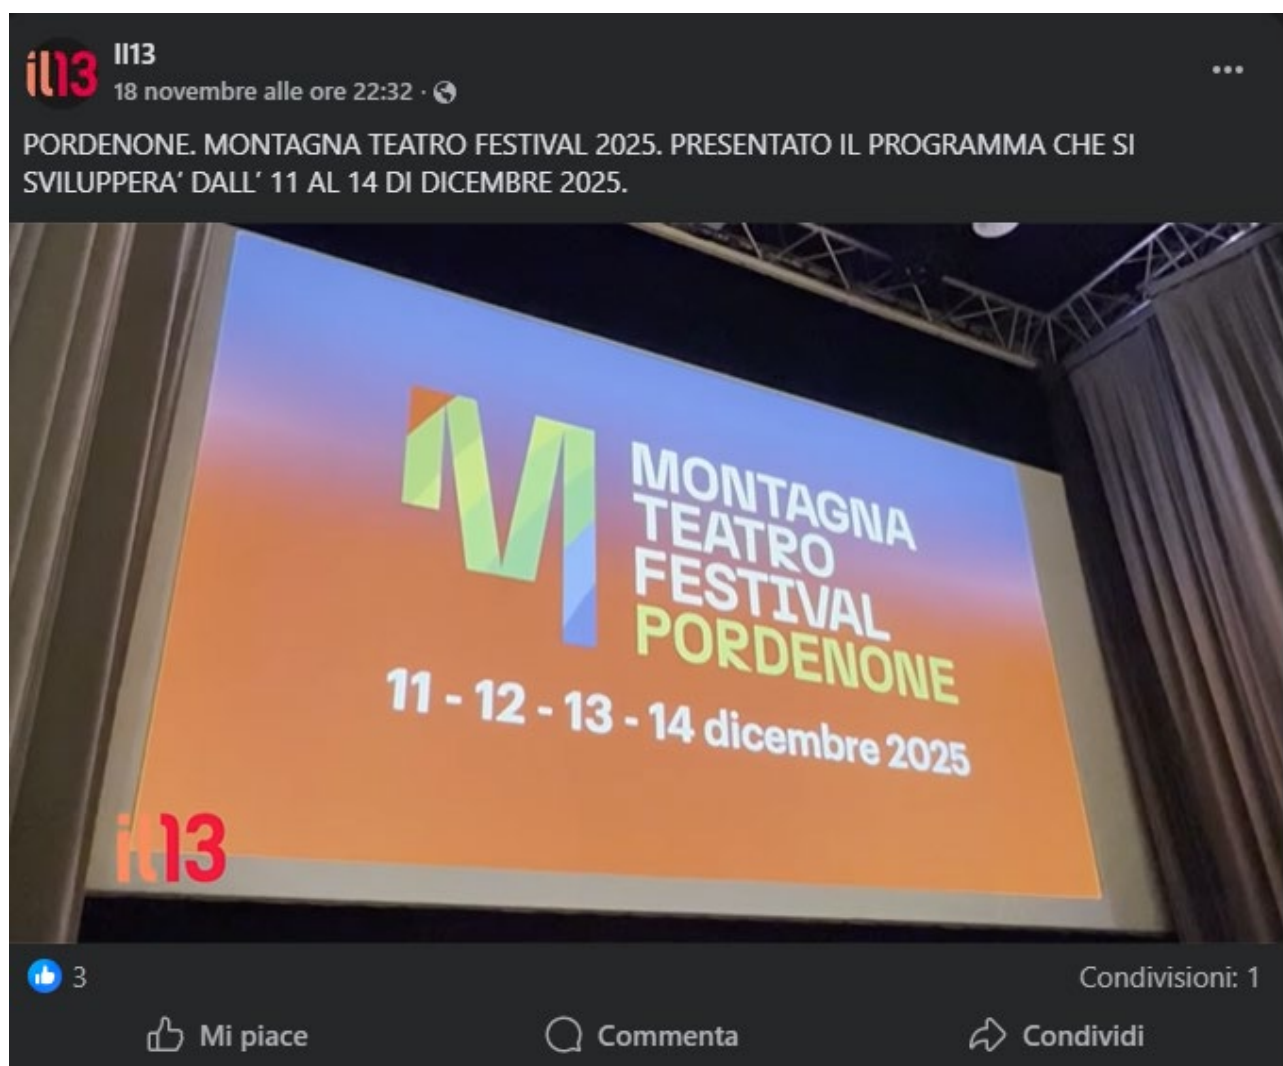 il13
Il13
18 novembre alle ore 22:32 ·
PORDENONE. MONTAGNA TEATRO FESTIVAL 2025. PRESENTATO IL PROGRAMMA CHE SI
SVILUPPERA’ DALL’ 11 AL 14 DI DICEMBRE 2025.
M
MONTAGNA
TEATRO
FESTIVAL
PORDENONE
11 - 12 - 13 - 14 dicembre 2025
il13
3
Condivisioni: 1
Mi piace
Commenta
Condividi